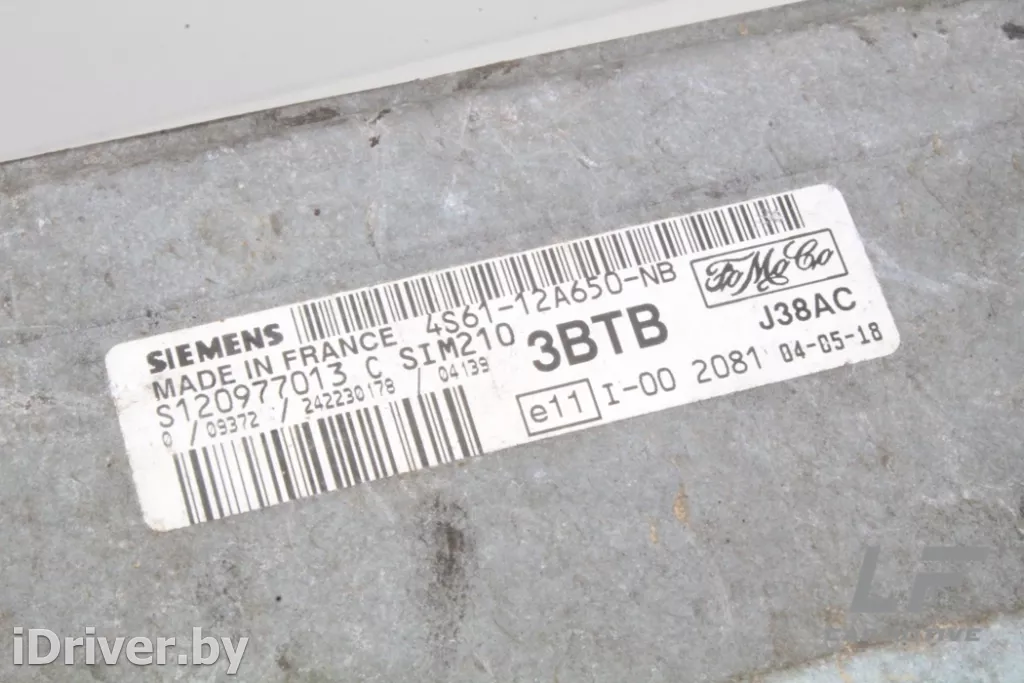 SIEMENS 4S61-12A650-NB FoMoCo
MADE IN FRANCE
S120977013 C SIM210 3BTB J38AC
0 / 09372 / 242230178 / 04139 e11 I-00 2081 04-05-18
LF
iDriver.by